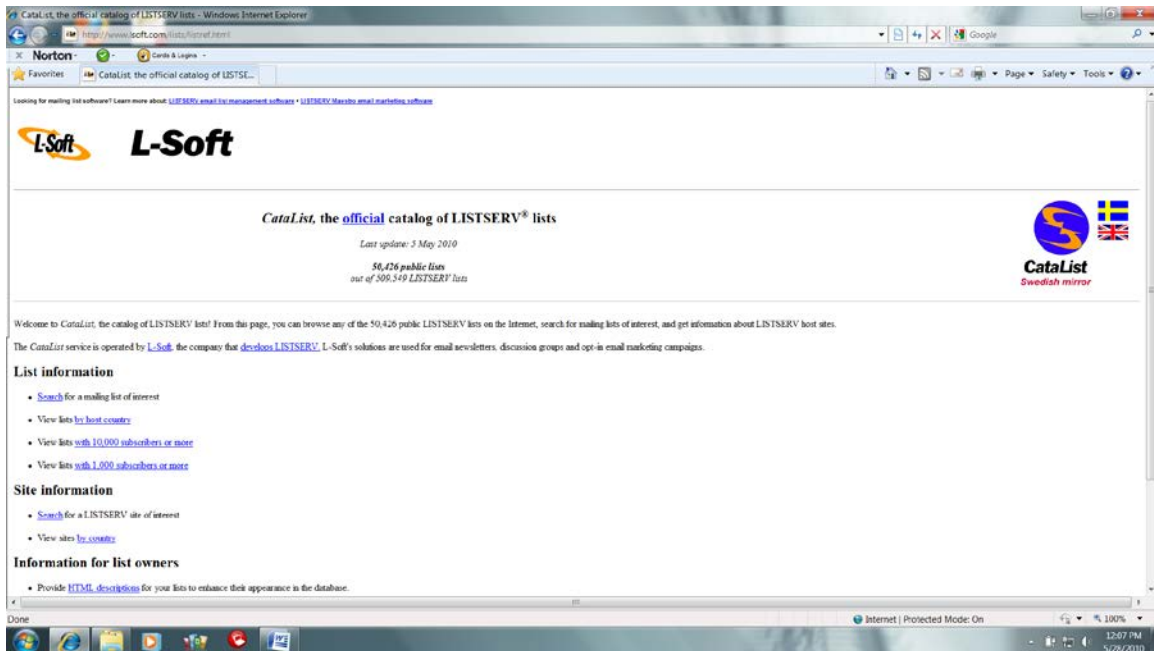 CataList, the official catalog of LISTSERV lists - Windows Internet Explorer
http://www.lsoft.com/lists/listref.html
Google
x Norton
Cards & Logins
Favorites
CataList, the official catalog of LISTSE...
Page
Safety
Tools
Looking for mailing list software? Learn more about: LISTSERV email list management software • LISTSERV Maestro email marketing software
L-Soft
L-Soft
CataList, the official catalog of LISTSERV® lists
Last update: 5 May 2010
50,426 public lists
out of 509,549 LISTSERV lists
CataList
Swedish mirror
Welcome to CataList, the catalog of LISTSERV lists! From this page, you can browse any of the 50,426 public LISTSERV lists on the Internet, search for mailing lists of interest, and get information about LISTSERV host sites.
The CataList service is operated by L-Soft, the company that develops LISTSERV. L-Soft's solutions are used for email newsletters, discussion groups and opt-in email marketing campaigns.
List information
• Search for a mailing list of interest
• View lists by host country
• View lists with 10,000 subscribers or more
• View lists with 1,000 subscribers or more
Site information
• Search for a LISTSERV site of interest
• View sites by country
Information for list owners
• Provide HTML descriptions for your lists to enhance their appearance in the database.
Done
Internet | Protected Mode: On
100%
12:07 PM
5/28/2010